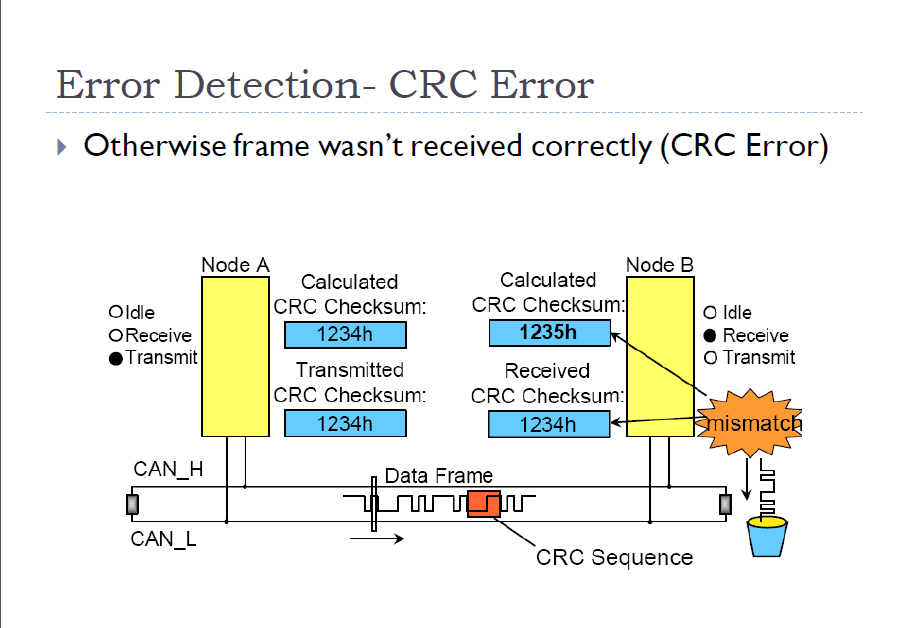 Error Detection- CRC Error
Otherwise frame wasn't received correctly (CRC Error)
Node A
Calculated
CRC Checksum:
1234h
Transmitted
CRC Checksum:
1234h
Idle
Receive
Transmit
Calculated
CRC Checksum:
1235h
Received
CRC Checksum:
1234h
Node B
Idle
Receive
Transmit
mismatch
CAN_H
Data Frame
CAN_L
CRC Sequence